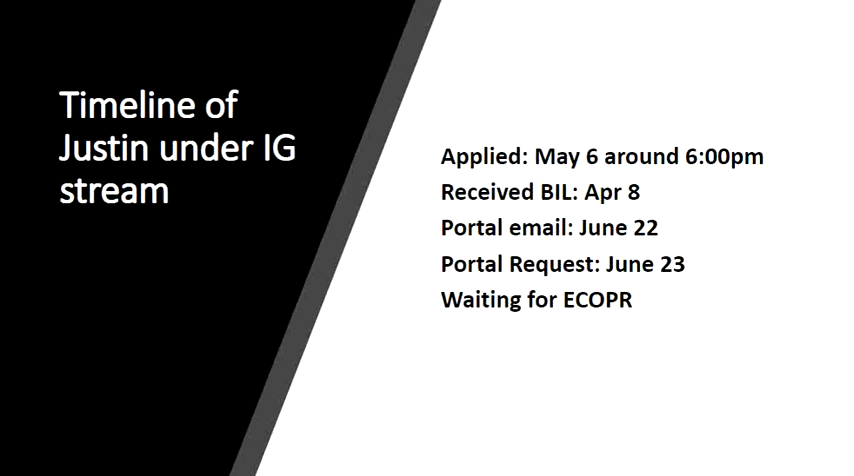 Timeline of
Justin under IG
stream
Applied: May 6 around 6:00pm
Received BIL: Apr 8
Portal email: June 22
Portal Request: June 23
Waiting for ECOPR